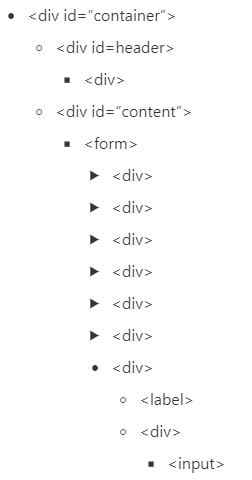 <div id=”container”>
<div id=header>
<div>
<div id=”content”>
<form>
<div>
<div>
<div>
<div>
<div>
<div>
<div>
<label>
<div>
<input>